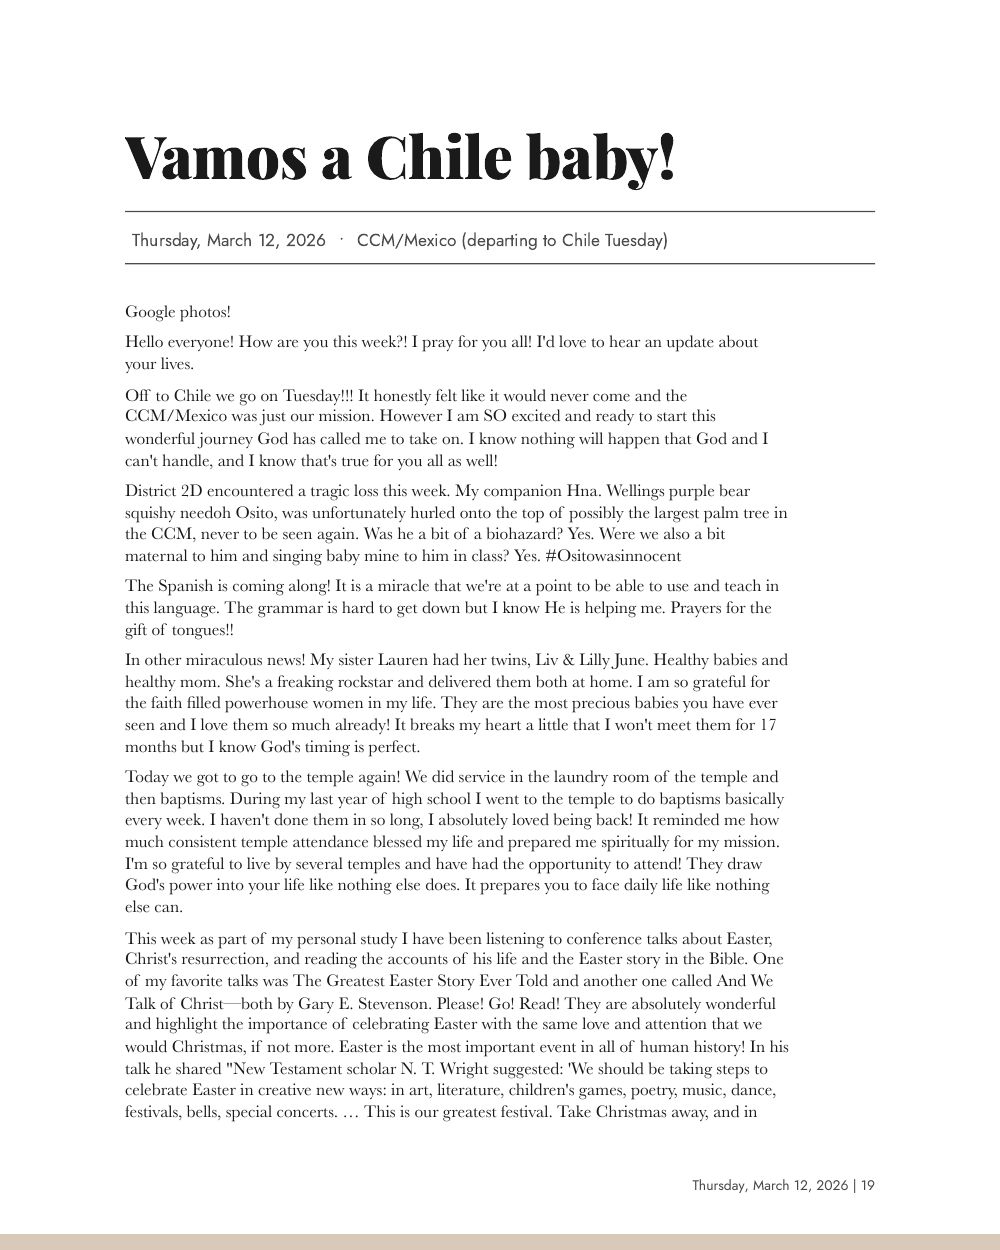 Vamos a Chile baby!
Thursday, March 12, 2026 · CCM/Mexico (departing to Chile Tuesday)
Google photos!
Hello everyone! How are you this week?! I pray for you all! I'd love to hear an update about
your lives.
Off to Chile we go on Tuesday!!! It honestly felt like it would never come and the
CCM/Mexico was just our mission. However I am SO excited and ready to start this
wonderful journey God has called me to take on. I know nothing will happen that God and I
can't handle, and I know that's true for you all as well!
District 2D encountered a tragic loss this week. My companion Hna. Wellings purple bear
squishy needoh Osito, was unfortunately hurled onto the top of possibly the largest palm tree in
the CCM, never to be seen again. Was he a bit of a biohazard? Yes. Were we also a bit
maternal to him and singing baby mine to him in class? Yes. #Ositowasinnocent
The Spanish is coming along! It is a miracle that we're at a point to be able to use and teach in
this language. The grammar is hard to get down but I know He is helping me. Prayers for the
gift of tongues!!
In other miraculous news! My sister Lauren had her twins, Liv & Lilly June. Healthy babies and
healthy mom. She's a freaking rockstar and delivered them both at home. I am so grateful for
the faith filled powerhouse women in my life. They are the most precious babies you have ever
seen and I love them so much already! It breaks my heart a little that I won't meet them for 17
months but I know God's timing is perfect.
Today we got to go to the temple again! We did service in the laundry room of the temple and
then baptisms. During my last year of high school I went to the temple to do baptisms basically
every week. I haven't done them in so long, I absolutely loved being back! It reminded me how
much consistent temple attendance blessed my life and prepared me spiritually for my mission.
I'm so grateful to live by several temples and have had the opportunity to attend! They draw
God's power into your life like nothing else does. It prepares you to face daily life like nothing
else can.
This week as part of my personal study I have been listening to conference talks about Easter,
Christ's resurrection, and reading the accounts of his life and the Easter story in the Bible. One
of my favorite talks was The Greatest Easter Story Ever Told and another one called And We
Talk of Christ—both by Gary E. Stevenson. Please! Go! Read! They are absolutely wonderful
and highlight the importance of celebrating Easter with the same love and attention that we
would Christmas, if not more. Easter is the most important event in all of human history! In his
talk he shared "New Testament scholar N. T. Wright suggested: 'We should be taking steps to
celebrate Easter in creative new ways: in art, literature, children's games, poetry, music, dance,
festivals, bells, special concerts. … This is our greatest festival. Take Christmas away, and in
Thursday, March 12, 2026 | 19